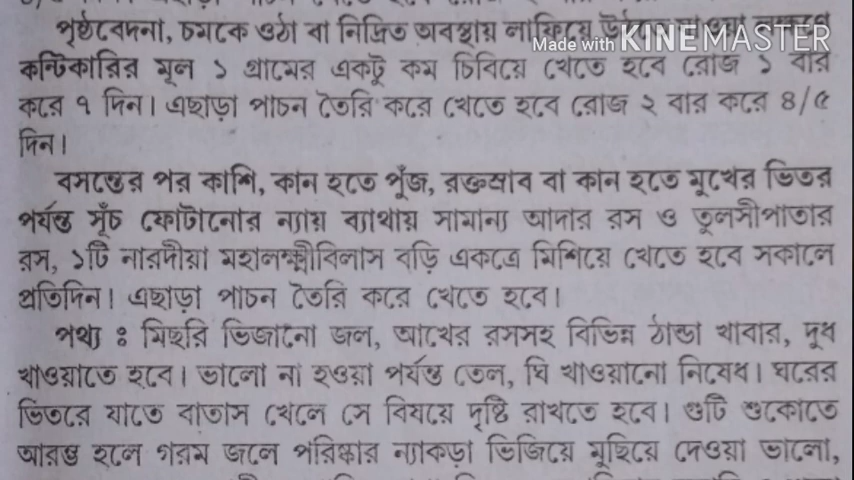 পৃষ্ঠবেদনা, চমকে ওঠা বা নিদ্রিত অবস্থায় লাফিয়ে
Made with KINEMASTER
কন্টিকারির মূল ১ গ্রামের একটু কম চিবিয়ে খেতে হবে রোজ ১ বার
করে ৭ দিন। এছাড়া পাচন তৈরি করে খেতে হবে রোজ ২ বার করে ৪/৫
দিন।
বসন্তের পর কাশি, কান হতে পুঁজ, রক্তস্রাব বা কান হতে মুখের ভিতর
পর্যন্ত সূঁচ ফোটানোর ন্যায় ব্যাথায় সামান্য আদার রস ও তুলসীপাতার
রস, ১টি নারদীয়া মহালক্ষ্মীবিলাস বড়ি একত্রে মিশিয়ে খেতে হবে সকালে
প্রতিদিন। এছাড়া পাচন তৈরি করে খেতে হবে।
পথ্য ঃ মিছরি ভিজানো জল, আখের রসসহ বিভিন্ন ঠান্ডা খাবার, দুধ
খাওয়াতে হবে। ভালো না হওয়া পর্যন্ত তেল, ঘি খাওয়ানো নিষেধ। ঘরের
ভিতরে যাতে বাতাস খেলে সে বিষয়ে দৃষ্টি রাখতে হবে। গুটি শুকোতে
আরম্ভ হলে গরম জলে পরিষ্কার ন্যাকড়া ভিজিয়ে মুছিয়ে দেওয়া ভালো,